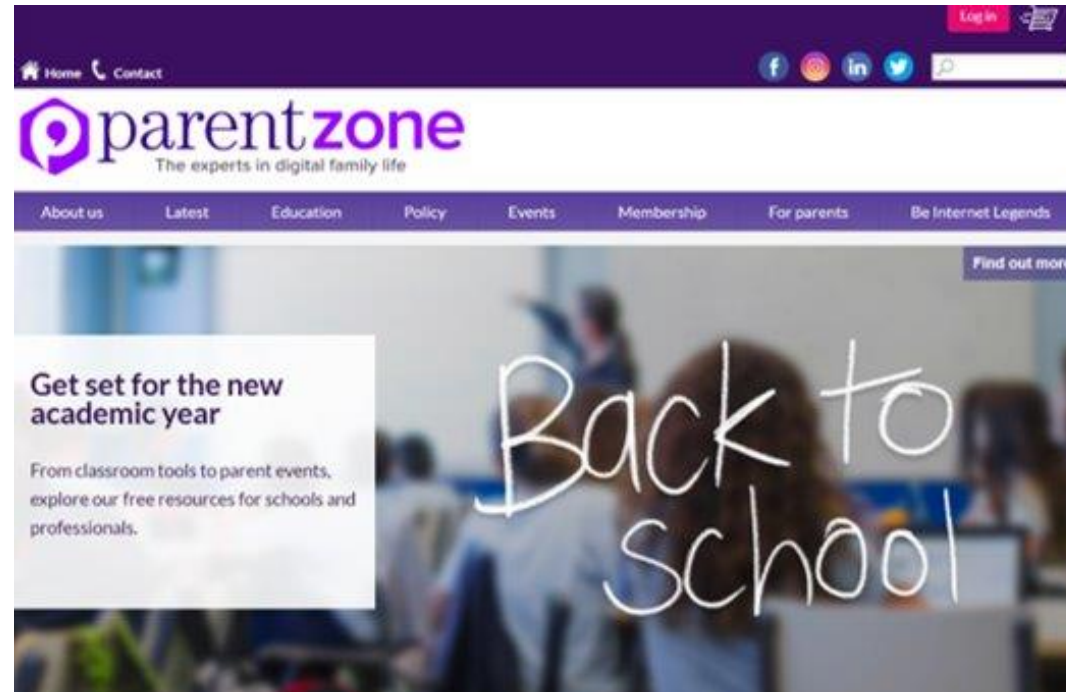 Log in
Home Contact
parentzone
The experts in digital family life
About us Latest Education Policy Events Membership For parents Be Internet Legends
Find out more
Get set for the new
academic year
From classroom tools to parent events,
explore our free resources for schools and
professionals.
Back to
school